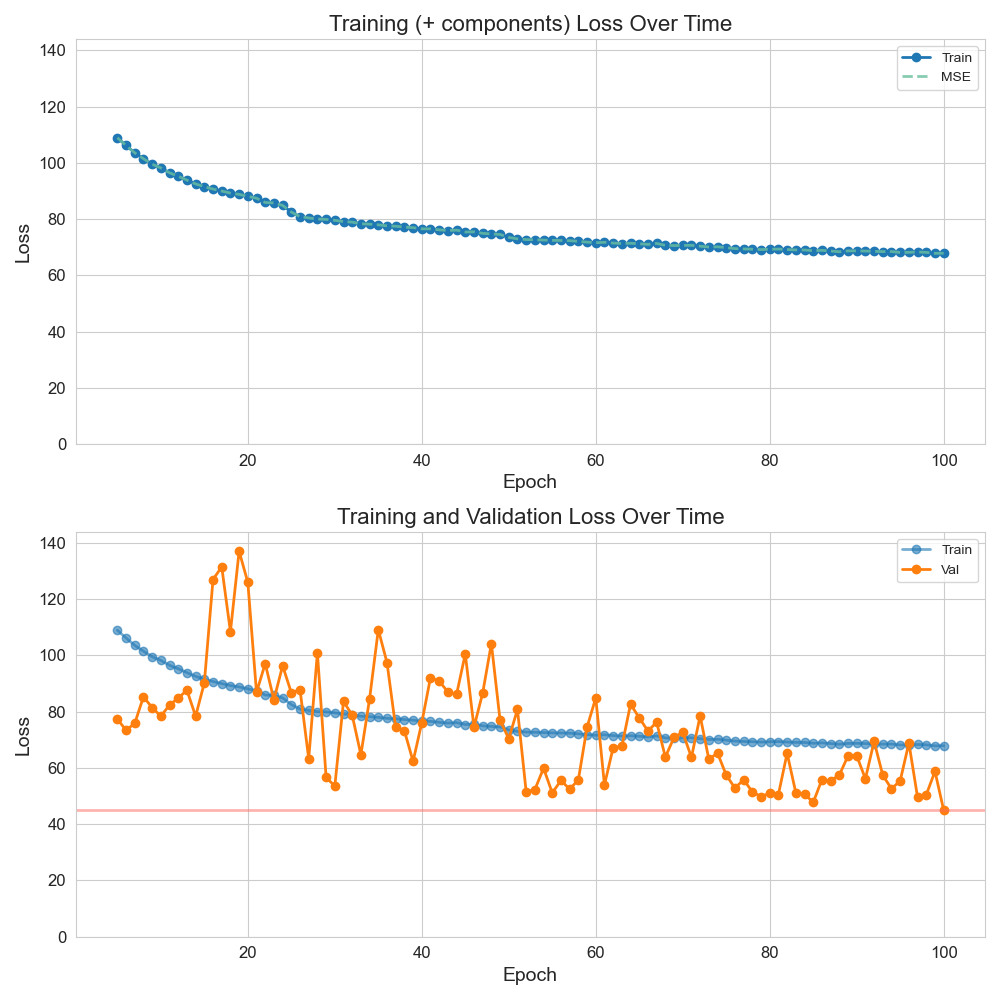 Training (+ components) Loss Over Time
Loss
140
120
100
80
60
40
20
0
Train
MSE
20 40 60 80 100
Epoch
Training and Validation Loss Over Time
Loss
140
120
100
80
60
40
20
0
Train
Val
20 40 60 80 100
Epoch